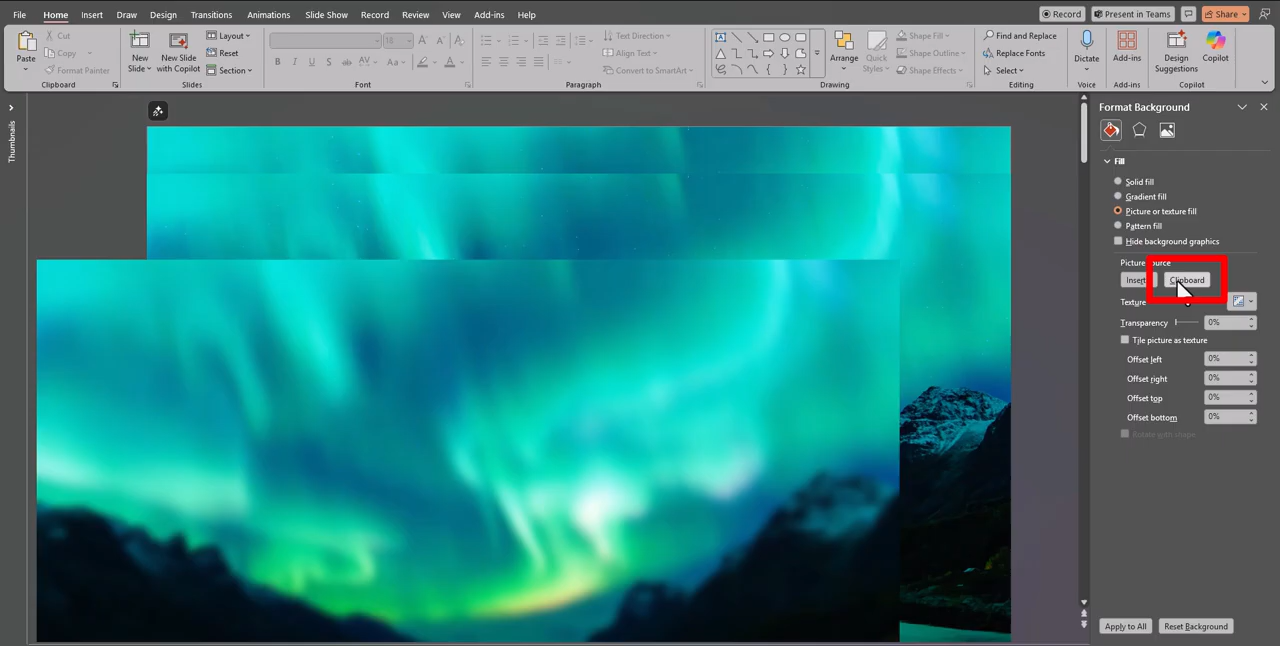 File Home Insert Draw Design Transitions Animations Slide Show Record Review View Add-ins Help Record Present in Teams Share
Paste
Cut
Copy
Format Painter
Clipboard
New Slide
New Slide with Copilot
Layout
Reset
Section
Slides
18
B I U S ab AV Aa A
Font
Text Direction
Align Text
Convert to SmartArt
Paragraph
Arrange
Quick Styles
Shape Fill
Shape Outline
Shape Effects
Drawing
Find and Replace
Replace Fonts
Select
Editing
Dictate
Voice
Add-ins
Add-ins
Design Suggestions
Copilot
Copilot
Thumbnails
Format Background
Fill
Solid fill
Gradient fill
Picture or texture fill
Pattern fill
Hide background graphics
Picture source
Insert Clipboard
Texture
Transparency 0%
Tile picture as texture
Offset left 0%
Offset right 0%
Offset top 0%
Offset bottom 0%
Rotate with shape
Apply to All Reset Background